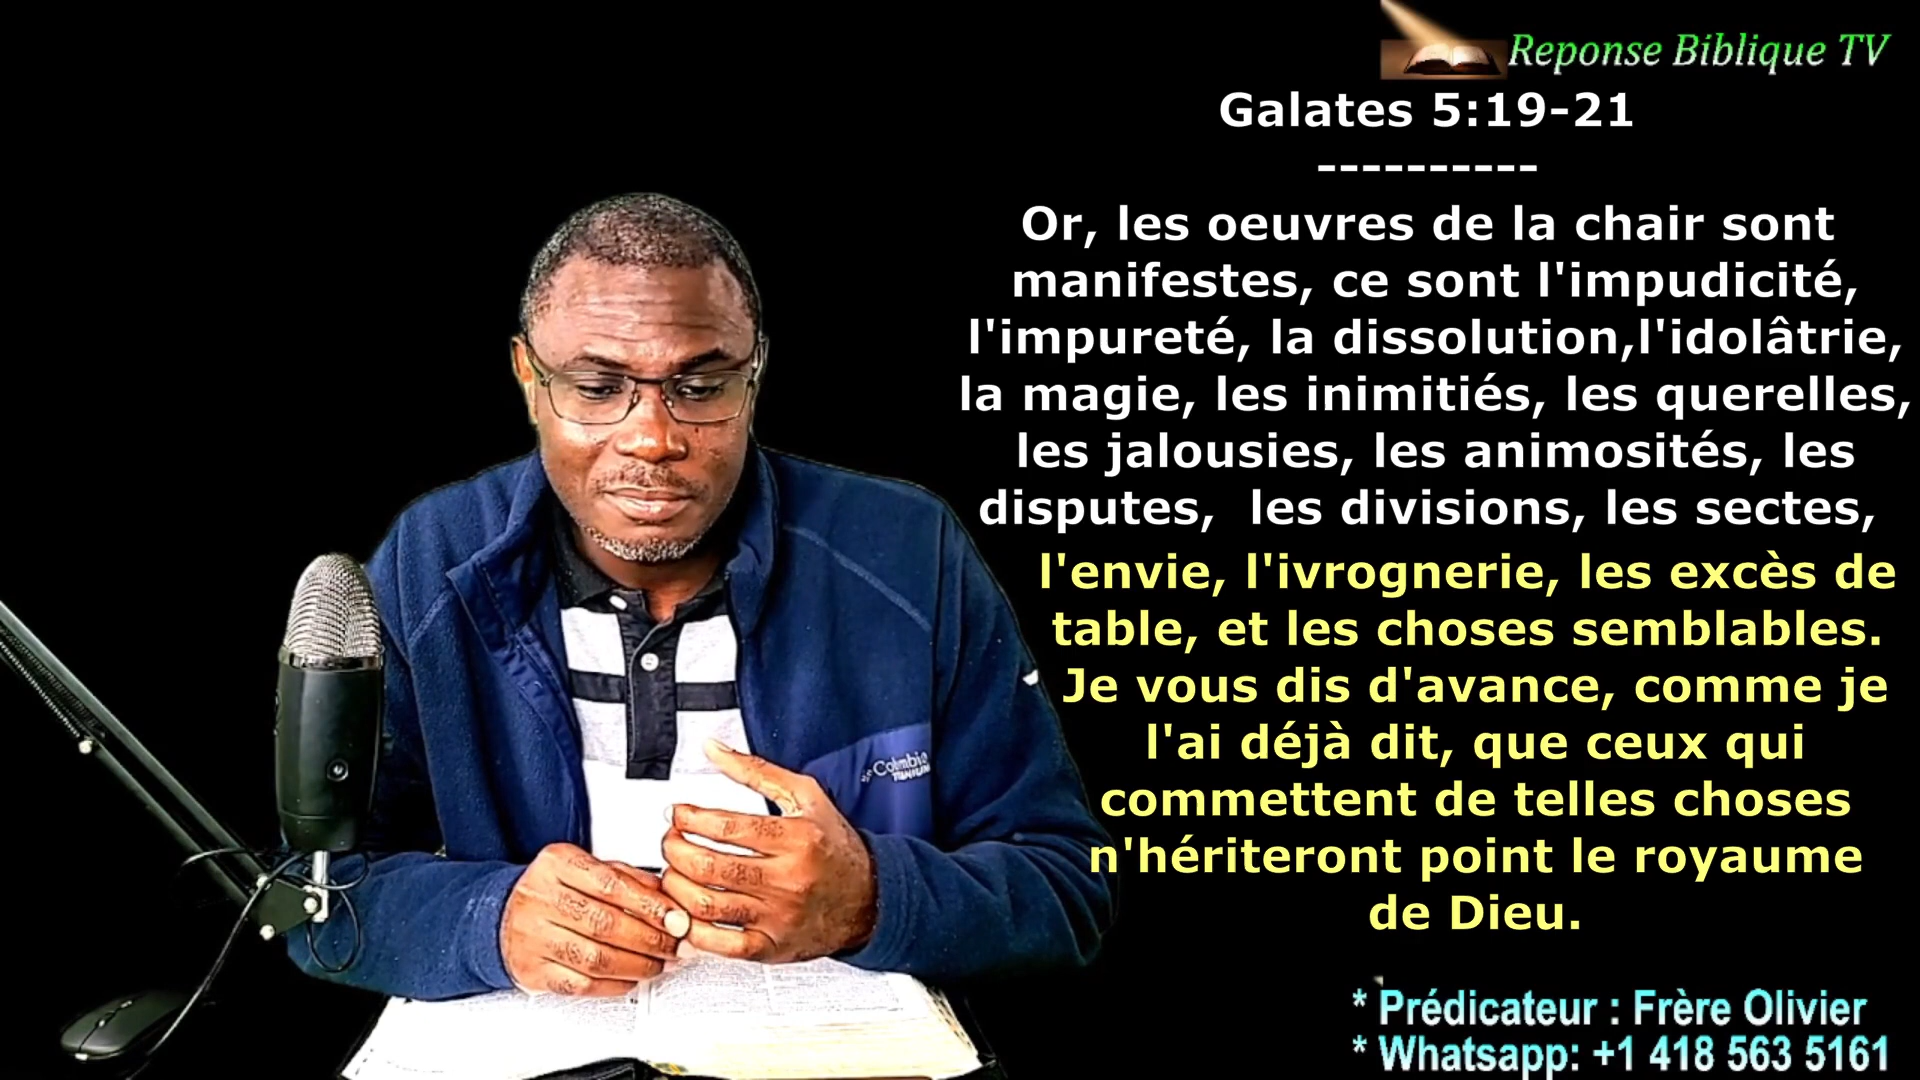 Reponse Biblique TV
Galates 5:19-21
----------
Or, les oeuvres de la chair sont
manifestes, ce sont l'impudicité,
l'impureté, la dissolution,l'idolâtrie,
la magie, les inimitiés, les querelles,
les jalousies, les animosités, les
disputes,  les divisions, les sectes,
l'envie, l'ivrognerie, les excès de
table, et les choses semblables.
Je vous dis d'avance, comme je
l'ai déjà dit, que ceux qui
commettent de telles choses
n'hériteront point le royaume
de Dieu.
Columbia
TITANIUM
* Prédicateur : Frère Olivier
* Whatsapp: +1 418 563 5161